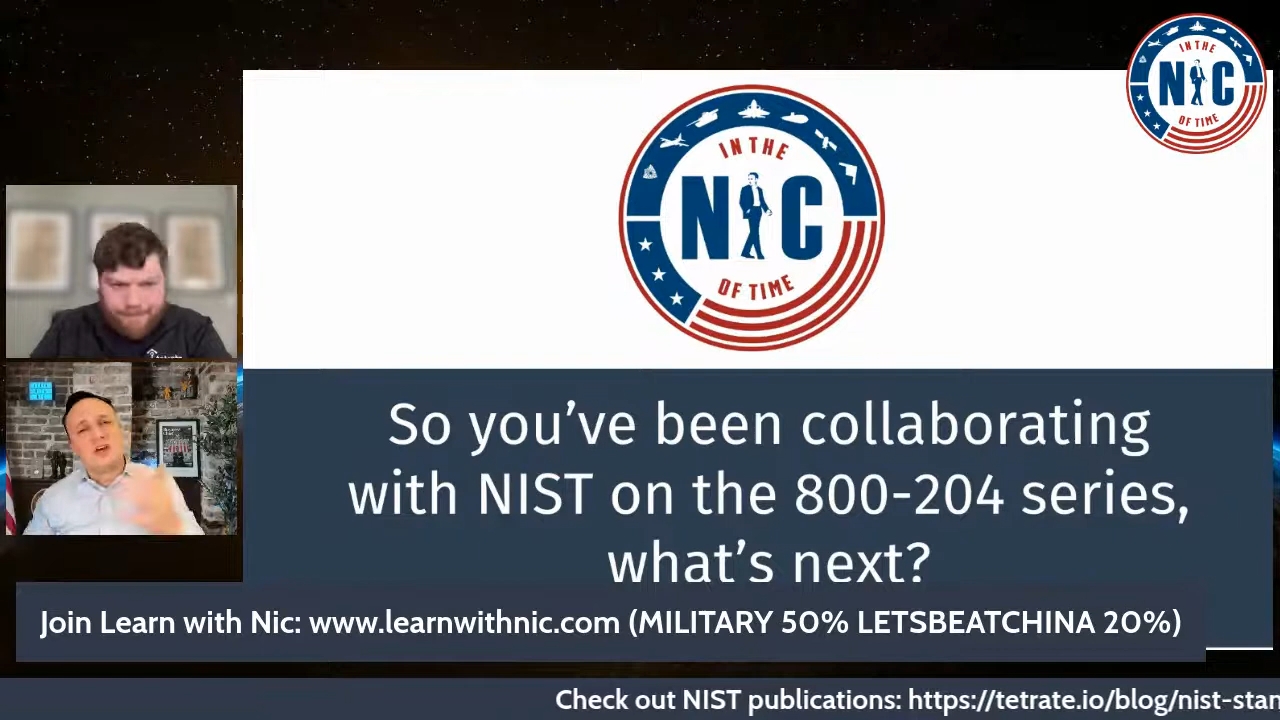 IN THE
NIC
OF TIME
IN THE
NIC
OF TIME
So you've been collaborating
with NIST on the 800-204 series,
what's next?
Join Learn with Nic: www.learnwithnic.com (MILITARY 50% LETSBEATCHINA 20%)
Check out NIST publications: https://tetrate.io/blog/nist-stan